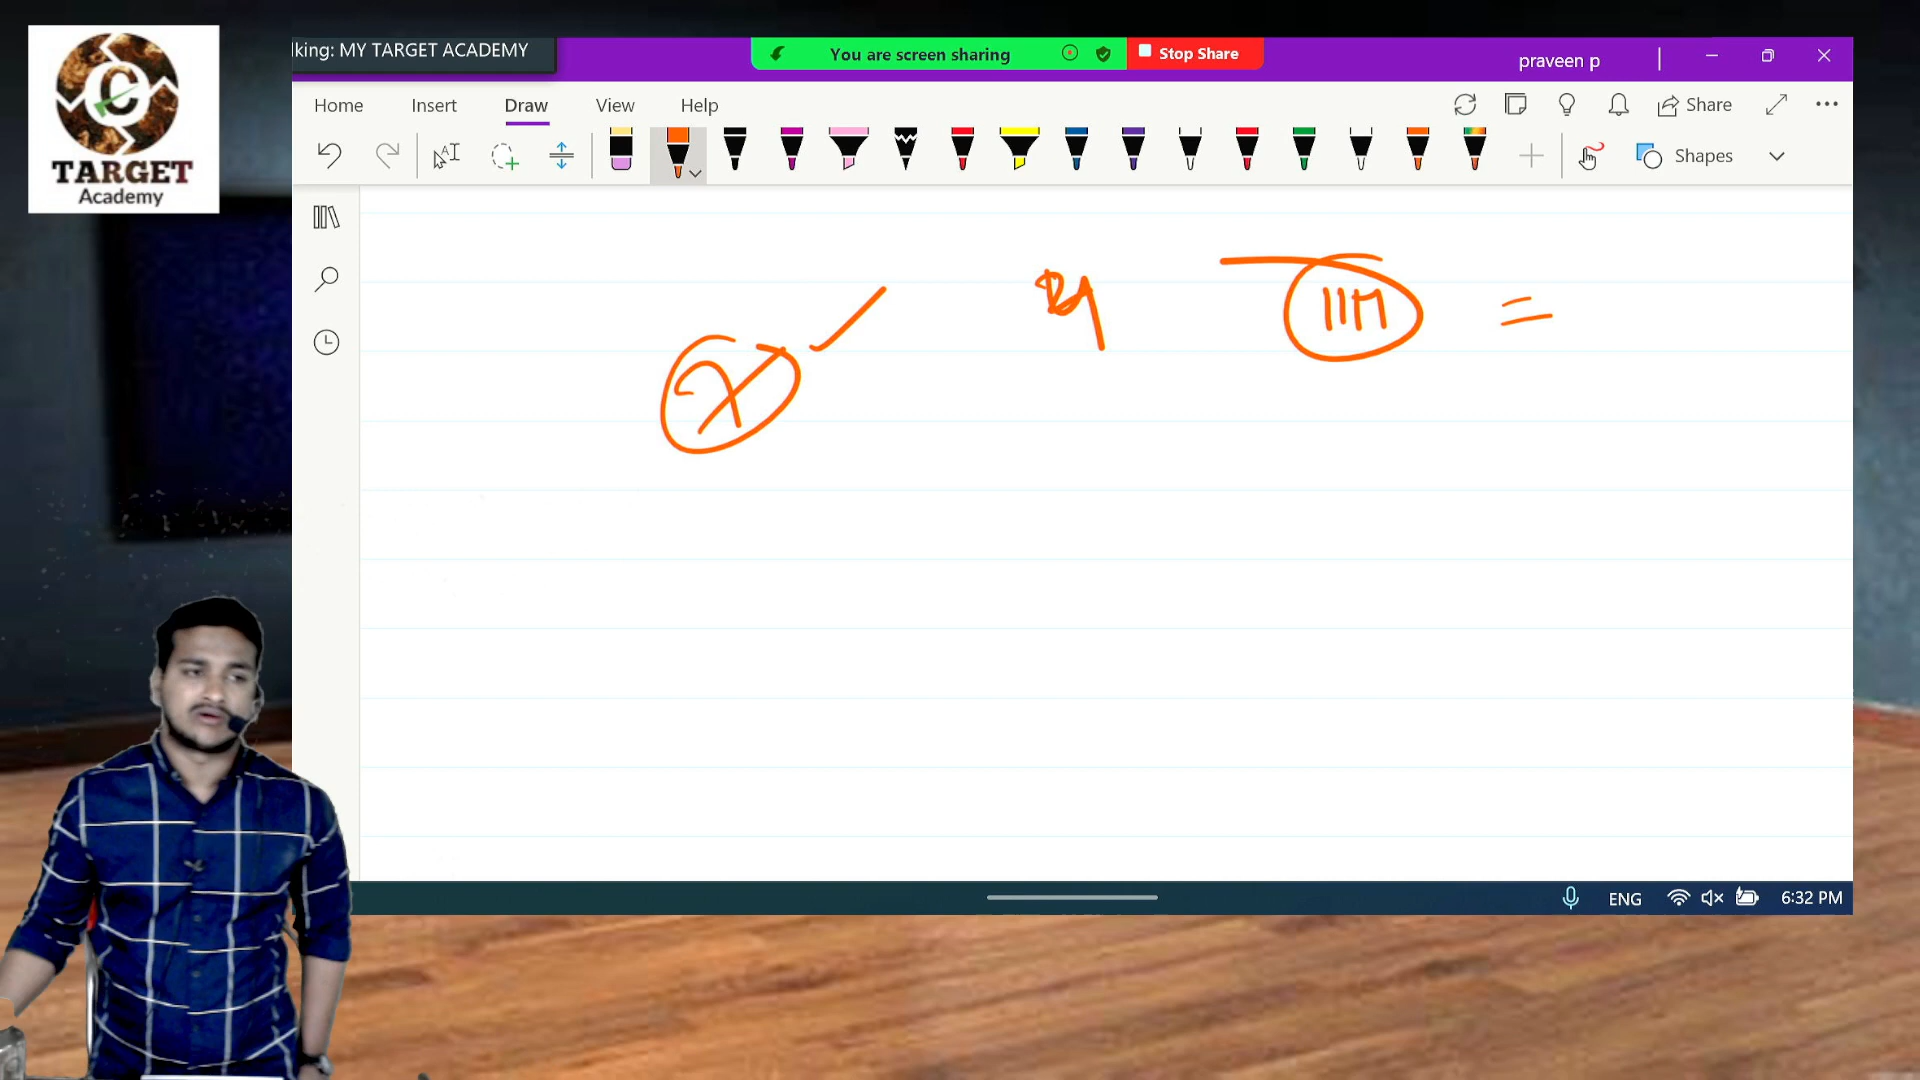 C
TARGET
Academy
lking: MY TARGET ACADEMY
You are screen sharing
Stop Share
praveen p
Home Insert Draw View Help
Share
Shapes
IIM =
X
ENG 6:32 PM